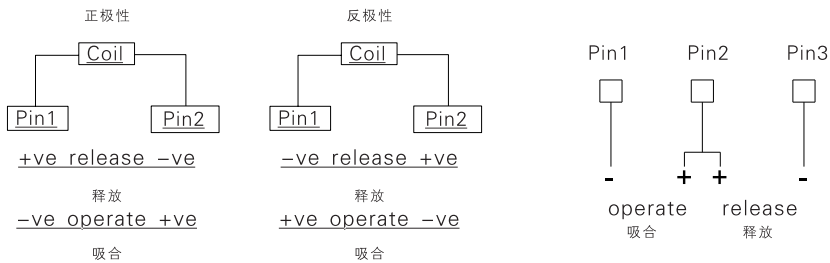 正极性
Coil
Pin1 Pin2
+ve release -ve
释放
-ve operate +ve
吸合
反极性
Coil
Pin1 Pin2
-ve release +ve
释放
+ve operate -ve
吸合
Pin1 Pin2 Pin3
- + + -
operate release
吸合 释放